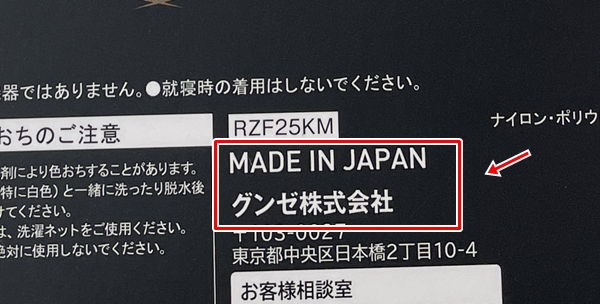 器ではありません。●就寝時の着用はしないでください。
おちのご注意
剤により色おちすることがあります。
特に白色)と一緒に洗ったり脱水後
けてください。
は、洗濯ネットをご使用ください。
絶対に使用しないでください。
RZF25KM
MADE IN JAPAN
グンゼ株式会社
〒103-0027
東京都中央区日本橋2丁目10-4
お客様相談室
ナイロン・ポリウ